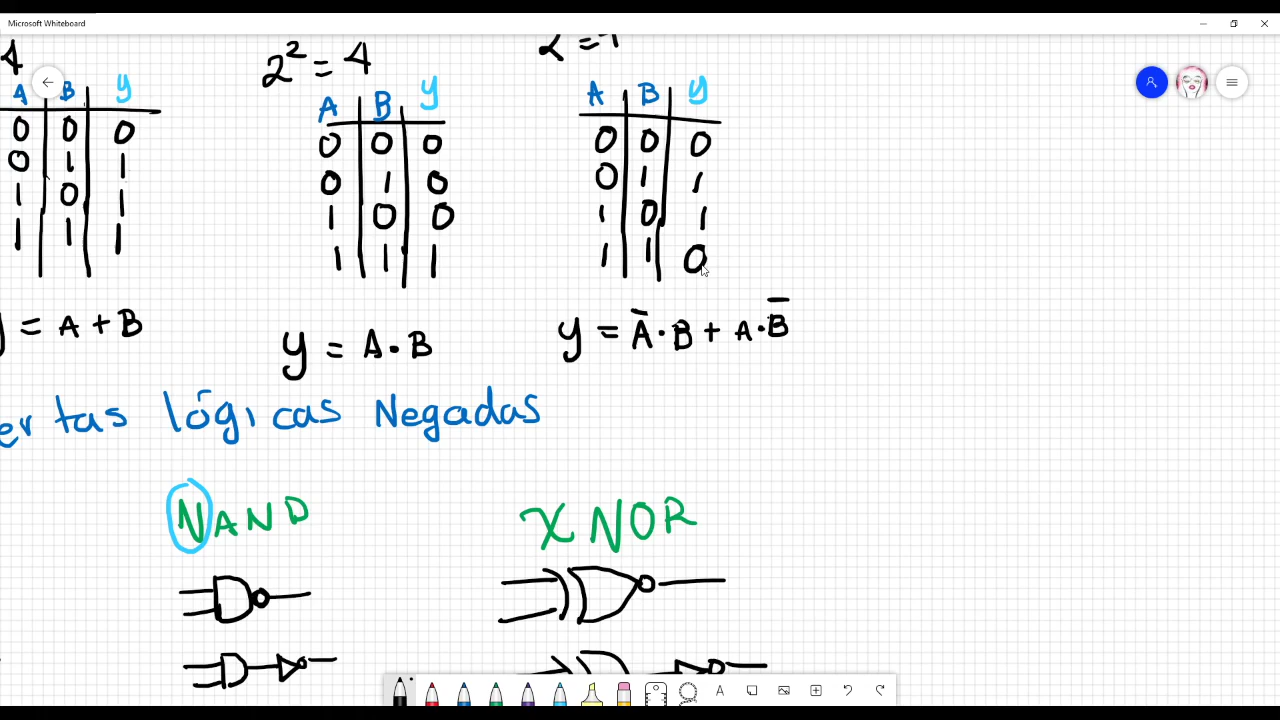 Microsoft Whiteboard
4
2² = 4
A B y
0 0 0
0 1 1
1 0 1
1 1 1
A B y
0 0 0
0 1 0
1 0 0
1 1 1
A B y
0 0 0
0 1 1
1 0 1
1 1 0
y = A + B
y = A · B
y = A̅ · B + A · B̅
lógicas Negadas
NAND
XNOR
A